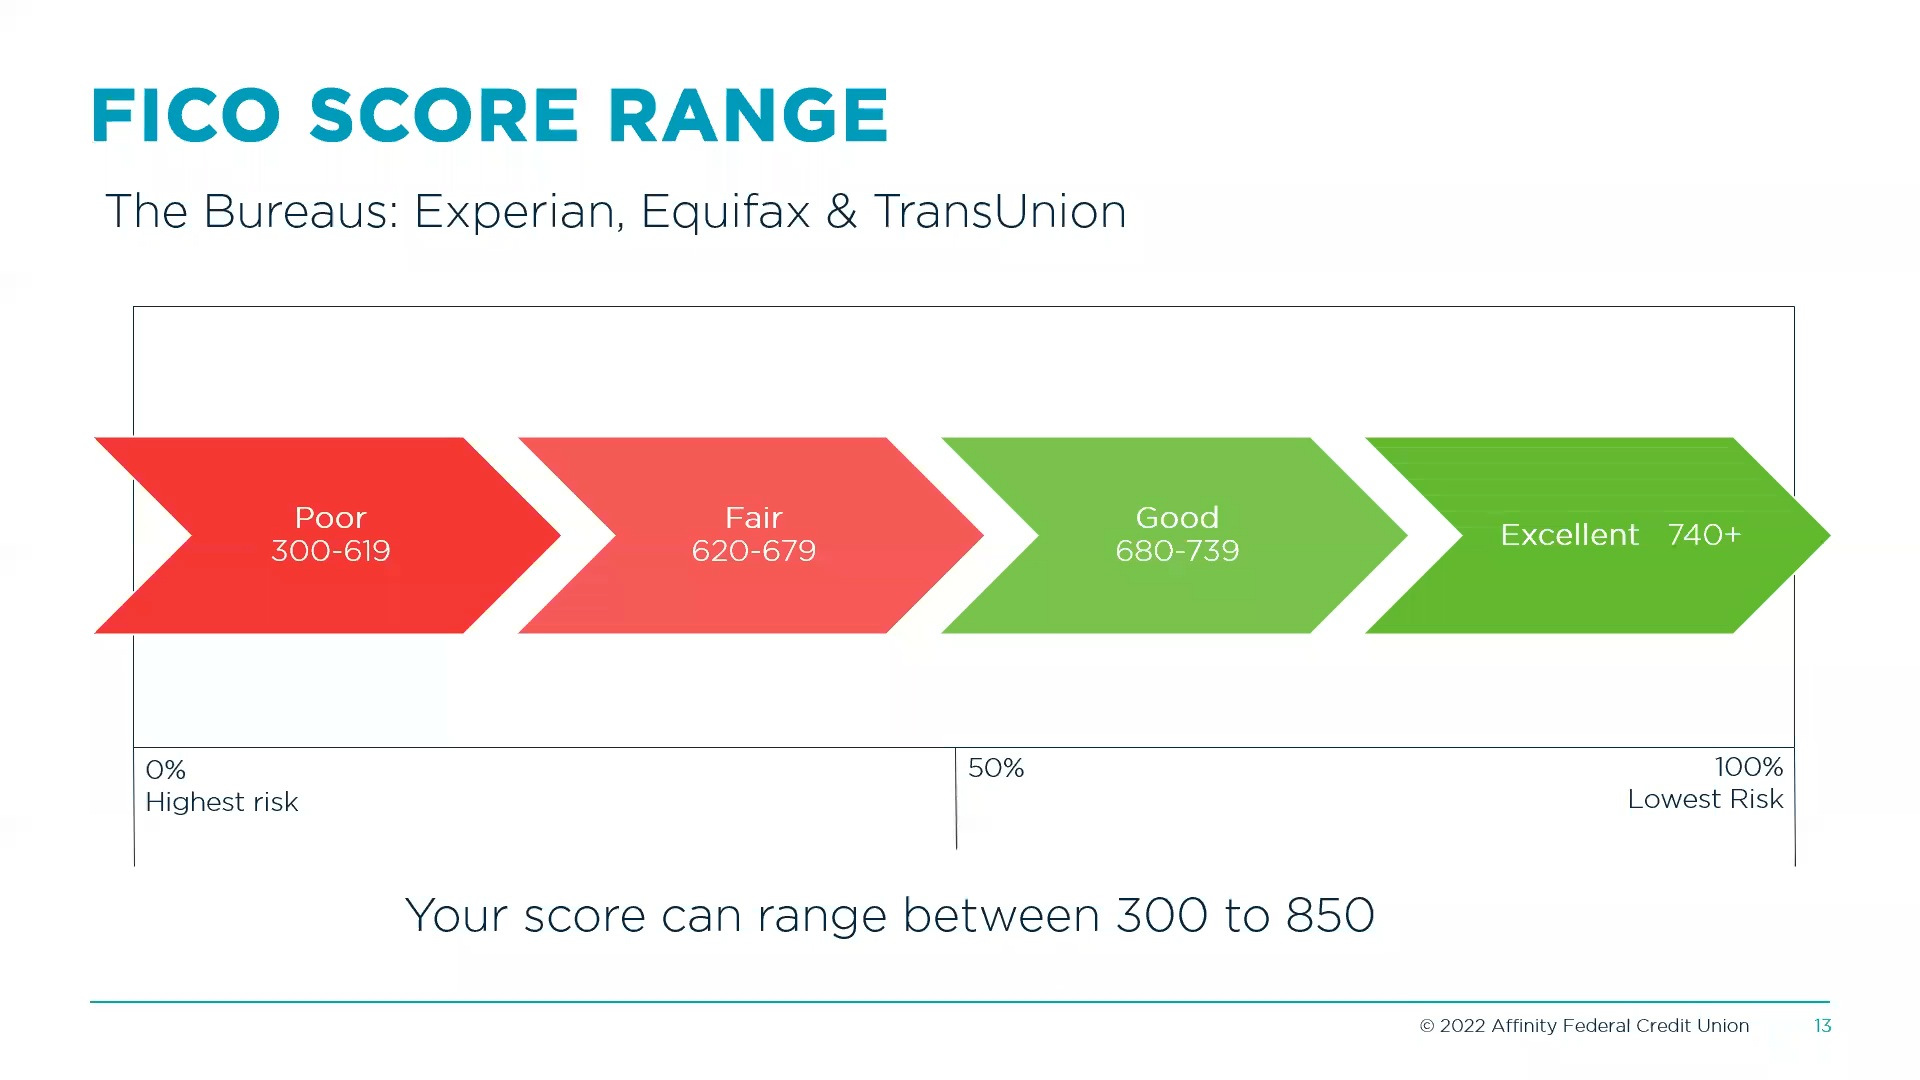 FICO SCORE RANGE
The Bureaus: Experian, Equifax & TransUnion
Poor
300-619
Fair
620-679
Good
680-739
Excellent 740+
0%
Highest risk
50%
100%
Lowest Risk
Your score can range between 300 to 850
© 2022 Affinity Federal Credit Union
13